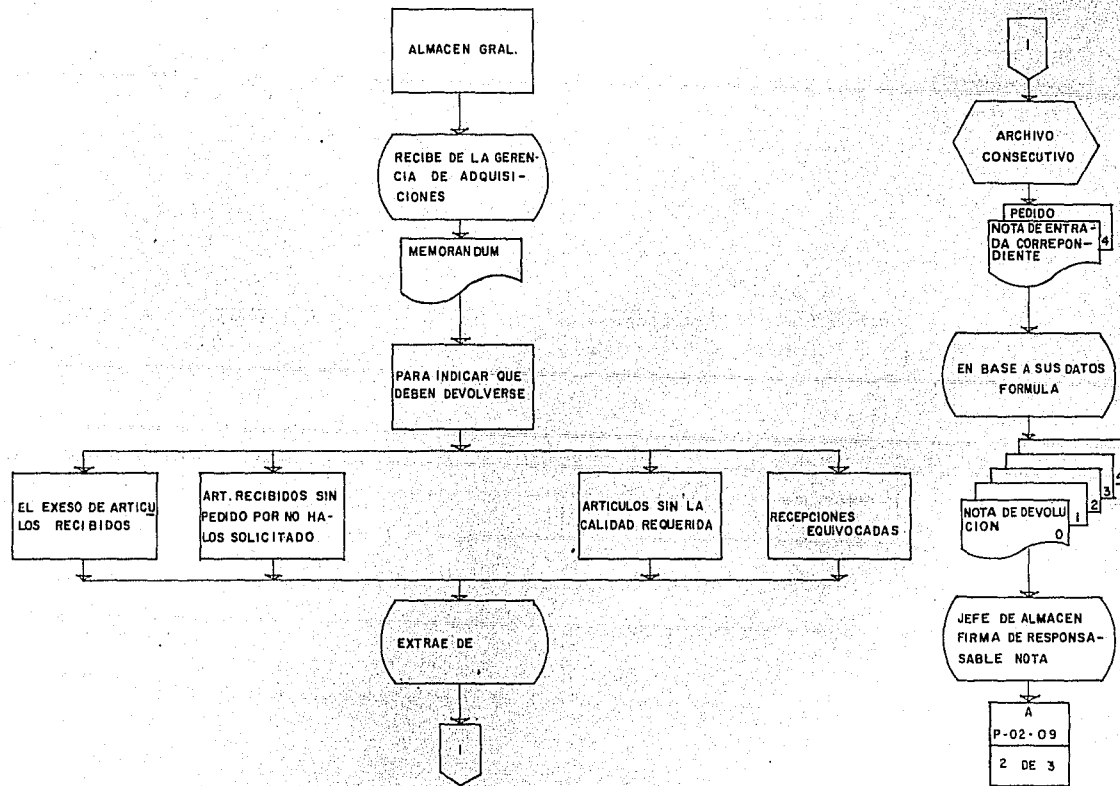 ALMACEN GRAL.
RECIBE DE LA GEREN-
CIA DE ADQUISI-
CIONES
MEMORANDUM
PARA INDICAR QUE
DEBEN DEVOLVERSE
EL EXESO DE ARTICU
LOS RECIBIDOS
ART. RECIBIDOS SIN
PEDIDO POR NO HA-
LOS SOLICITADO
ARTICULOS SIN LA
CALIDAD REQUERIDA
RECEPCIONES
EQUIVOCADAS
EXTRAE DE
1
1
ARCHIVO
CONSECUTIVO
PEDIDO
NOTA DE ENTRA-
DA CORREPON-
DIENTE
4
EN BASE A SUS DATOS
FORMULA
NOTA DE DEVOLU
CION
0
1
2
3
JEFE DE ALMACEN
FIRMA DE RESPONSA-
SABLE NOTA
A
P-02-09
2 DE 3